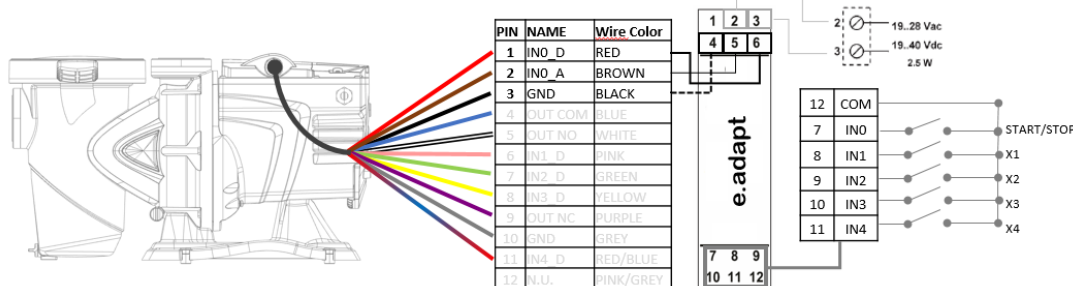 PIN NAME Wire Color
1 IN0_D RED
2 IN0_A BROWN
3 GND BLACK
4 OUT COM BLUE
5 OUT NO WHITE
6 IN1_D PINK
7 IN2_D GREEN
8 IN3_D YELLOW
9 OUT NC PURPLE
10 GND GREY
11 IN4_D RED/BLUE
12 N.U. PINK/GREY
1 2 3
4 5 6
e.adapt
7 8 9
10 11 12
2 19..28 Vac
3 19..40 Vdc
2.5 W
12 COM
7 IN0 START/STOP
8 IN1 X1
9 IN2 X2
10 IN3 X3
11 IN4 X4